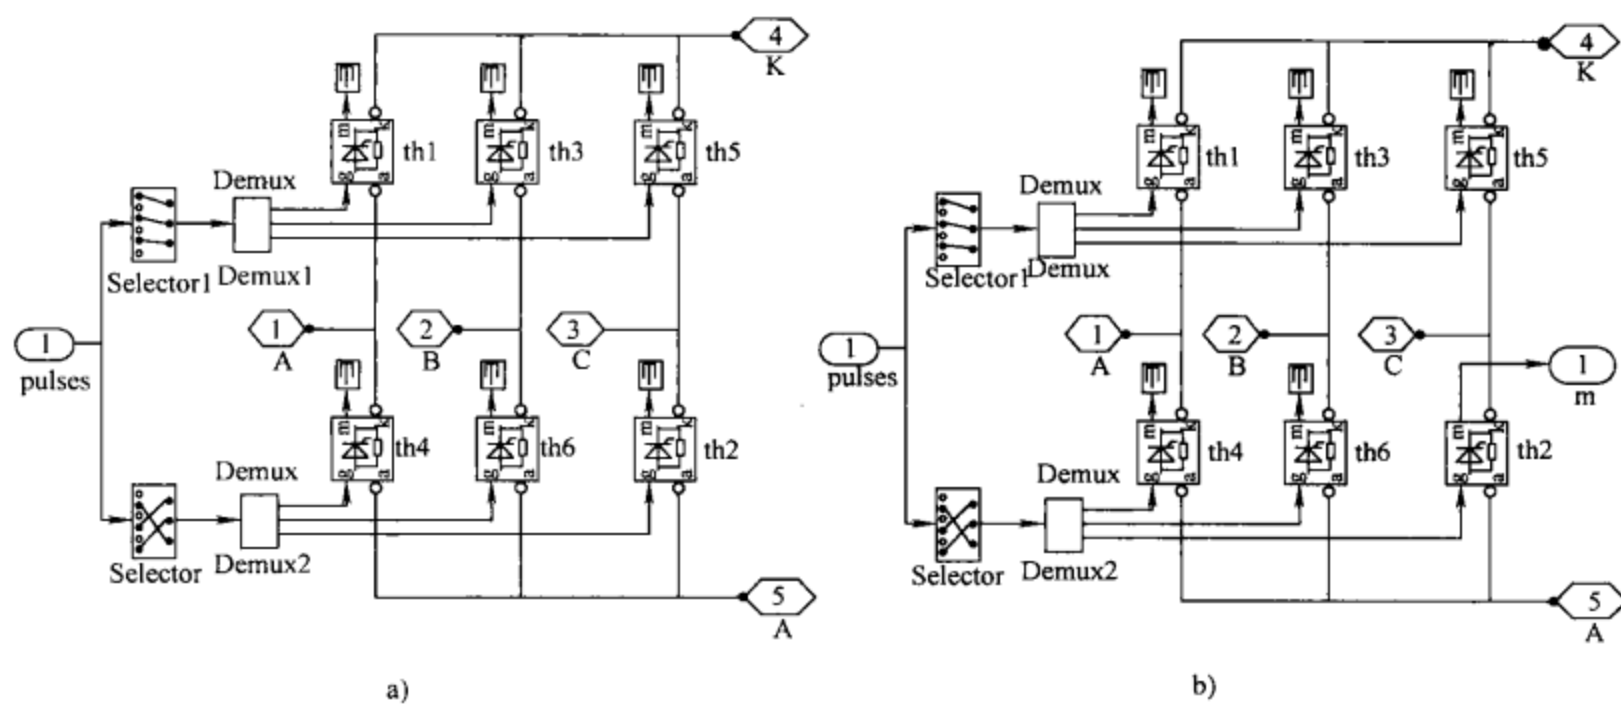 4
K
m k
th1
g a
m k
th3
g a
m k
th5
g a
Demux
Selector1
Demux1
1
pulses
1
A
2
B
3
C
m k
th4
g a
m k
th6
g a
m k
th2
g a
Demux
Selector
Demux2
5
A
a)
4
K
m k
th1
g a
m k
th3
g a
m k
th5
g a
Demux
Selector1
Demux
1
pulses
1
A
2
B
3
C
1
m
m k
th4
g a
m k
th6
g a
m k
th2
g a
Demux
Selector
Demux2
5
A
b)